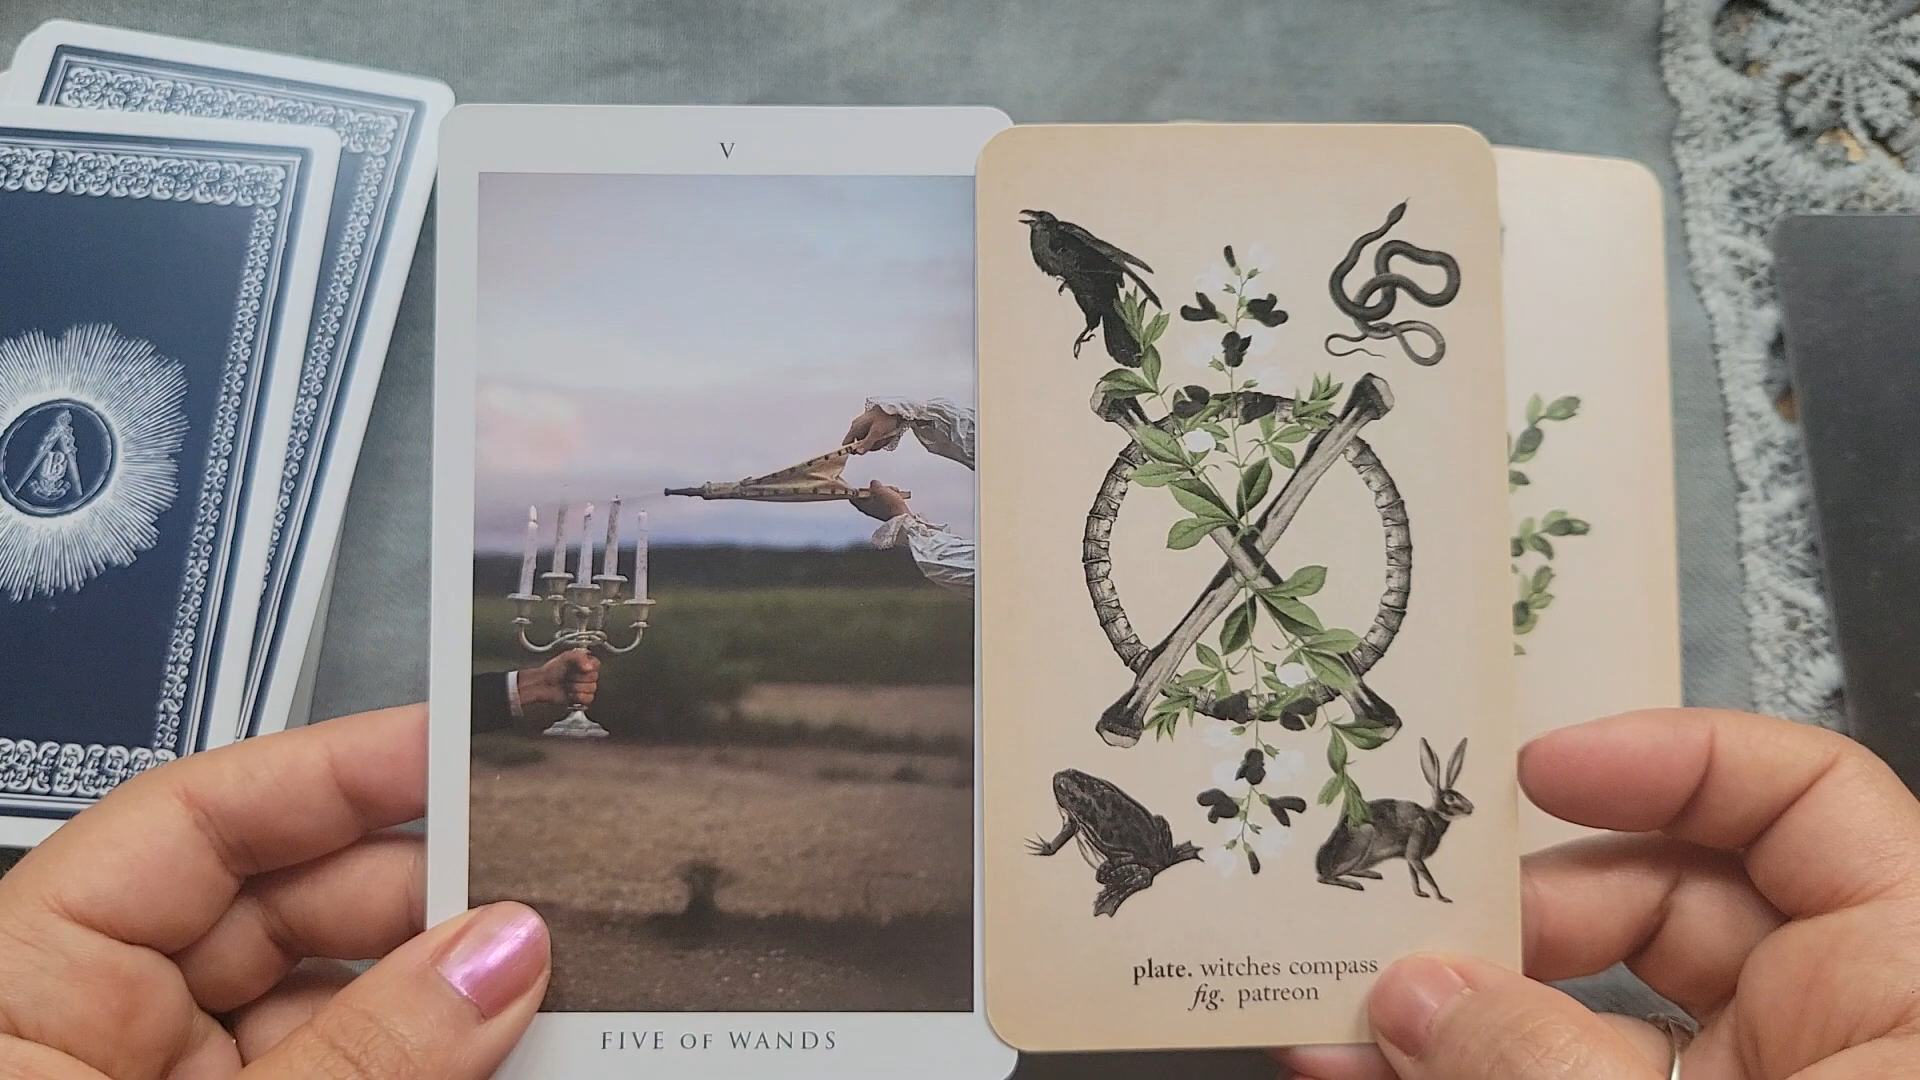 V
FIVE OF WANDS
plate. witches compass
fig. patreon